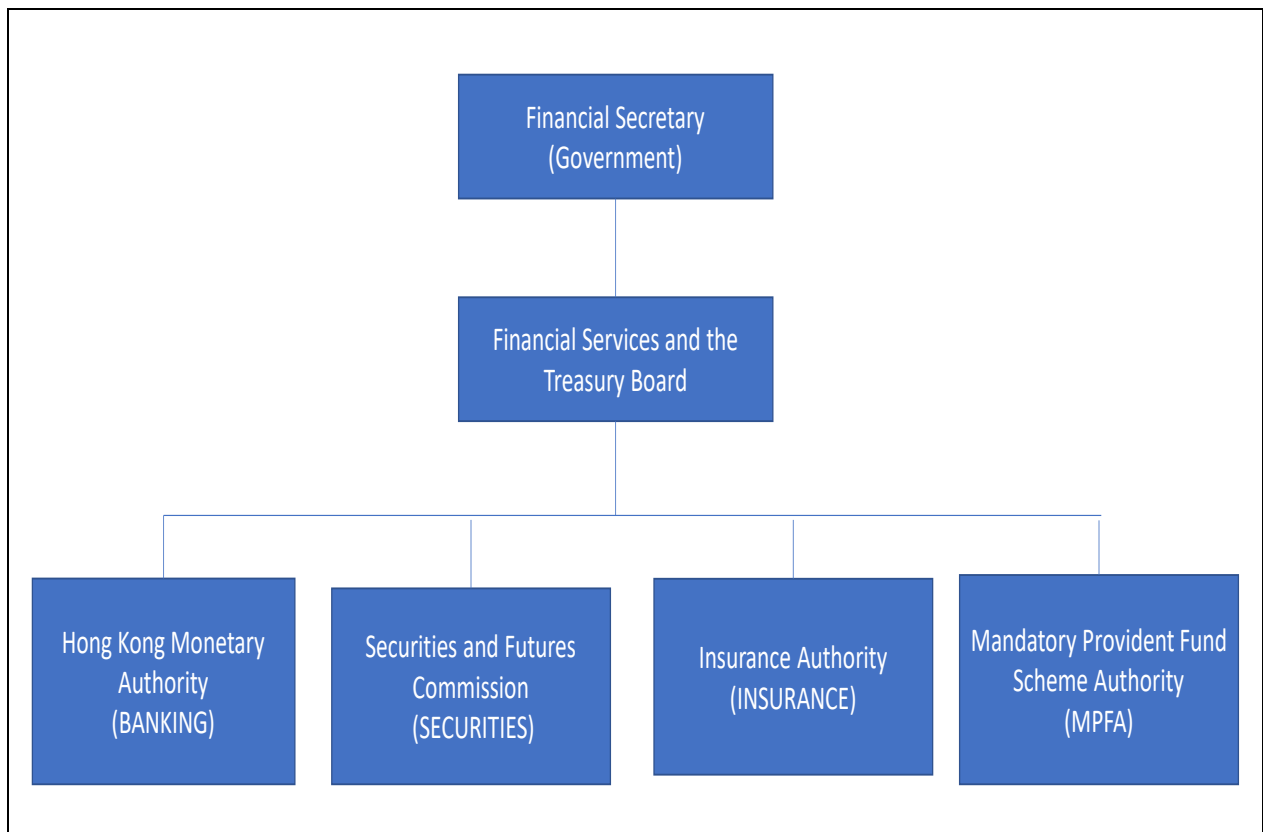 Financial Secretary
(Government)
Financial Services and the
Treasury Board
Hong Kong Monetary
Authority
(BANKING)
Securities and Futures
Commission
(SECURITIES)
Insurance Authority
(INSURANCE)
Mandatory Provident Fund
Scheme Authority
(MPFA)